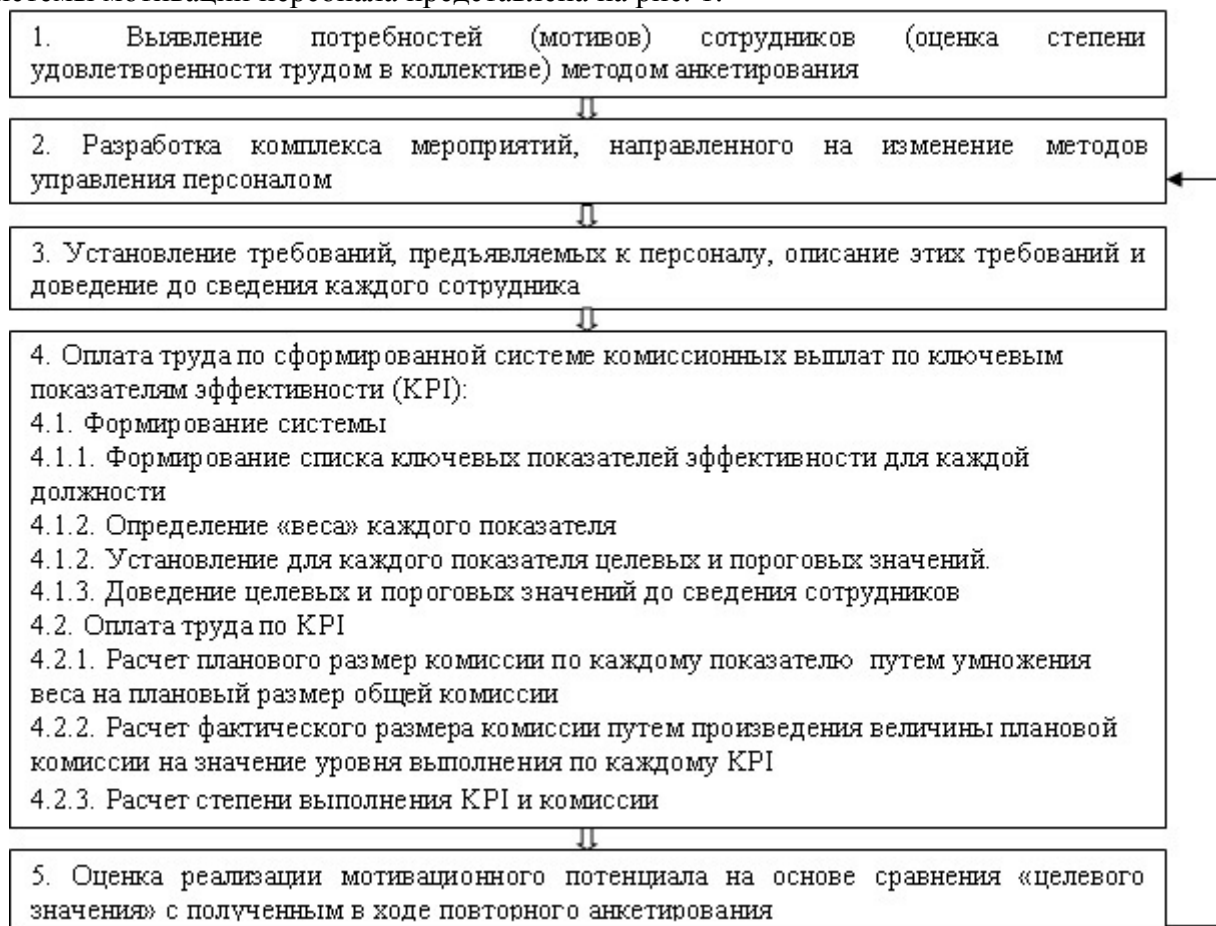 системы мотивации персонала представлена на рис. 1.
1. Выявление потребностей (мотивов) сотрудников (оценка степени
удовлетворенности трудом в коллективе) методом анкетирования
2. Разработка комплекса мероприятий, направленного на изменение методов
управления персоналом
3. Установление требований, предъявляемых к персоналу, описание этих требований и
доведение до сведения каждого сотрудника
4. Оплата труда по сформированной системе комиссионных выплат по ключевым
показателям эффективности (KPI):
4.1. Формирование системы
4.1.1. Формирование списка ключевых показателей эффективности для каждой
должности
4.1.2. Определение «веса» каждого показателя
4.1.2. Установление для каждого показателя целевых и пороговых значений.
4.1.3. Доведение целевых и пороговых значений до сведения сотрудников
4.2. Оплата труда по KPI
4.2.1. Расчет планового размер комиссии по каждому показателю путем умножения
веса на плановый размер общей комиссии
4.2.2. Расчет фактического размера комиссии путем произведения величины плановой
комиссии на значение уровня выполнения по каждому KPI
4.2.3. Расчет степени выполнения KPI и комиссии
5. Оценка реализации мотивационного потенциала на основе сравнения «целевого
значения» с полученным в ходе повторного анкетирования